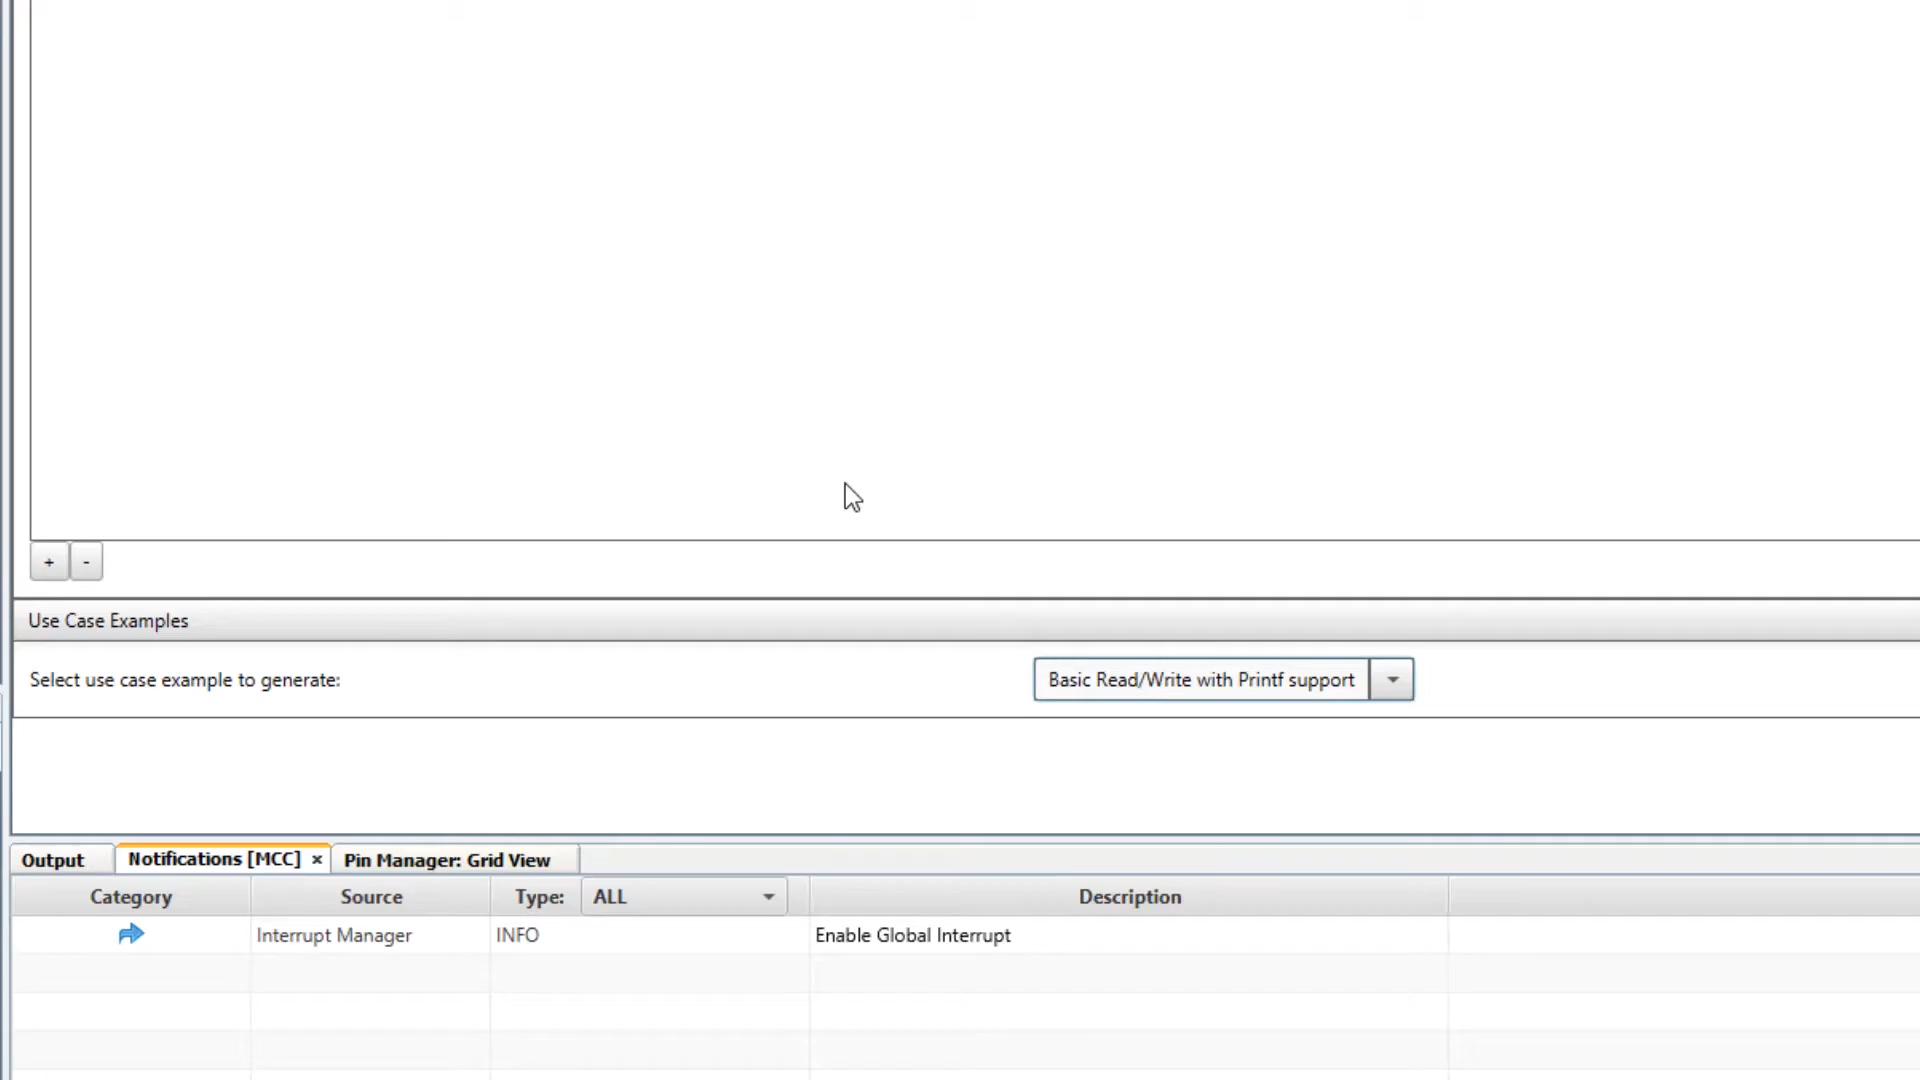 + -
Use Case Examples
Select use case example to generate: Basic Read/Write with Printf support
Output Notifications [MCC] × Pin Manager: Grid View
Category Source Type: ALL Description
Interrupt Manager INFO Enable Global Interrupt